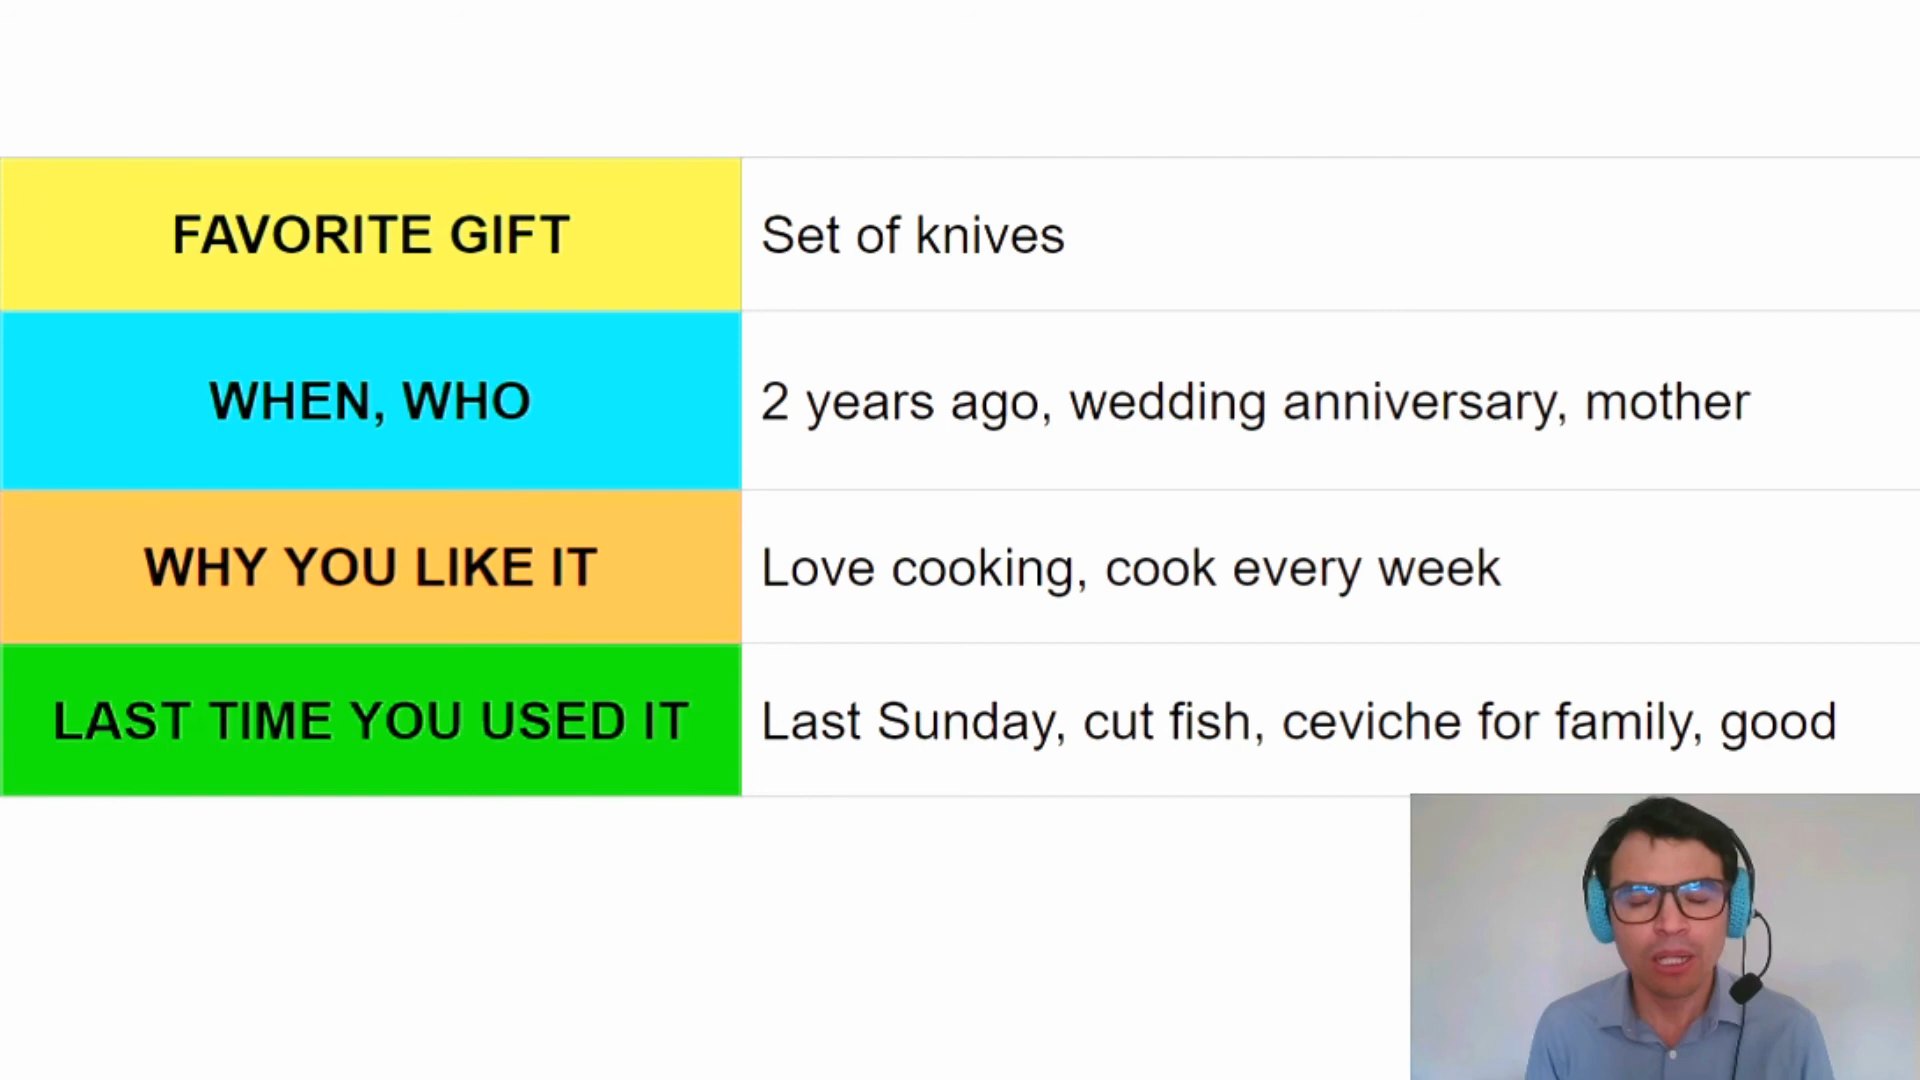 FAVORITE GIFT
Set of knives
WHEN, WHO
2 years ago, wedding anniversary, mother
WHY YOU LIKE IT
Love cooking, cook every week
LAST TIME YOU USED IT
Last Sunday, cut fish, ceviche for family, good